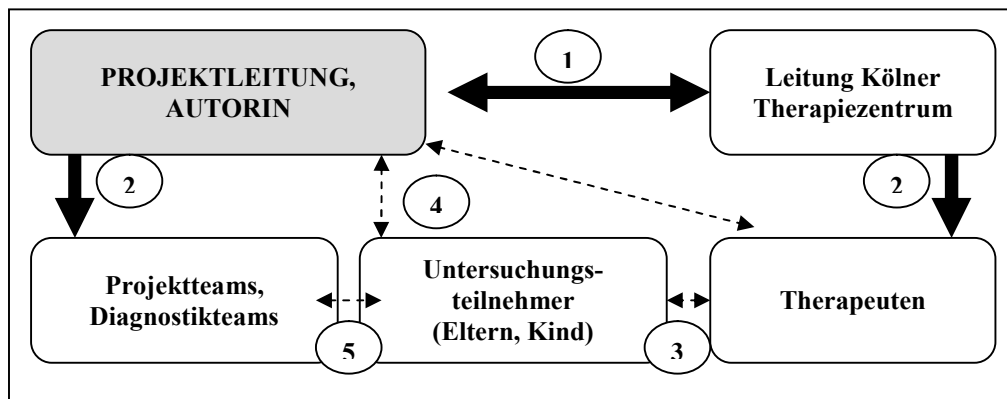 PROJEKTLEITUNG,
AUTORIN
1
Leitung Kölner
Therapiezentrum
2
4
2
Projektteams,
Diagnostikteams
5
Untersuchungs-
teilnehmer
(Eltern, Kind)
3
Therapeuten